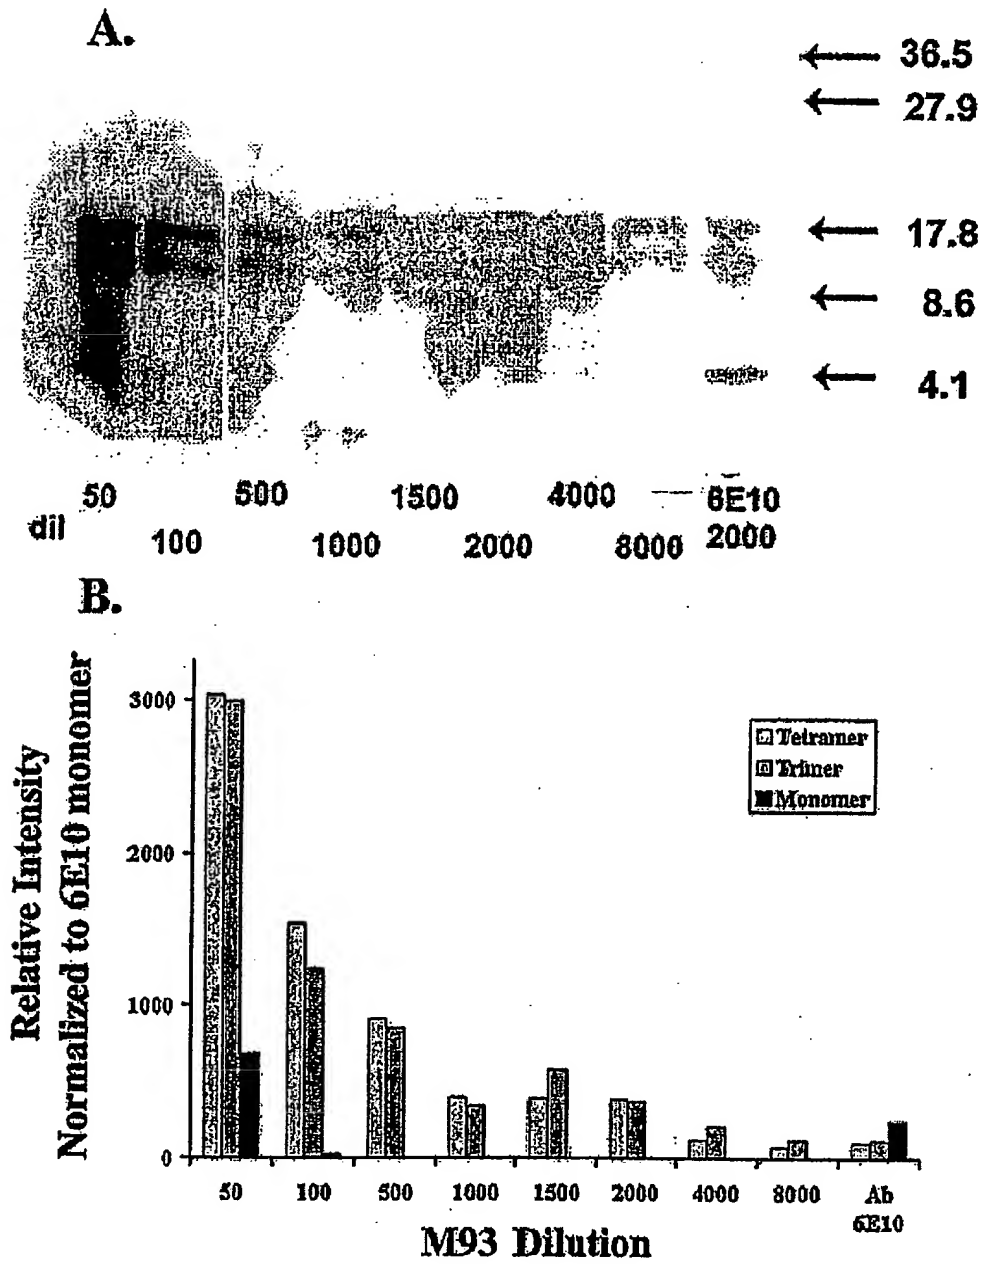 A.
36.5
27.9
17.8
8.6
4.1
dil
50 500 1500 4000 6E10
100 1000 2000 8000 2000
B.
Relative Intensity
Normalized to 6E10 monomer
3000
2000
1000
0
Tetramer
Trimer
Monomer
50 100 500 1000 1500 2000 4000 8000 Ab
6E10
M93 Dilution